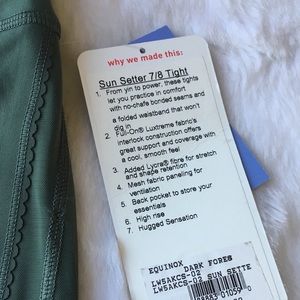 why we made this:
Sun Setter 7/8 Tight
1. From yin to power, these tights
let you practice in comfort
with no-chafe bonded seams and
a folded waistband that won't
dig in
2. Full-On® Luxtreme fabric's
interlock construction offers
great support and coverage with
a cool, smooth feel
3. Added Lycra® fibre for stretch
and shape retention
4. Mesh fabric paneling for
ventilation
5. Back pocket to store your
essentials
6. High rise
7. Hugged Sensation
EQUINOX DARK FORES
LW5AKCS-02
LW5AKCS-02 SUN SETTE